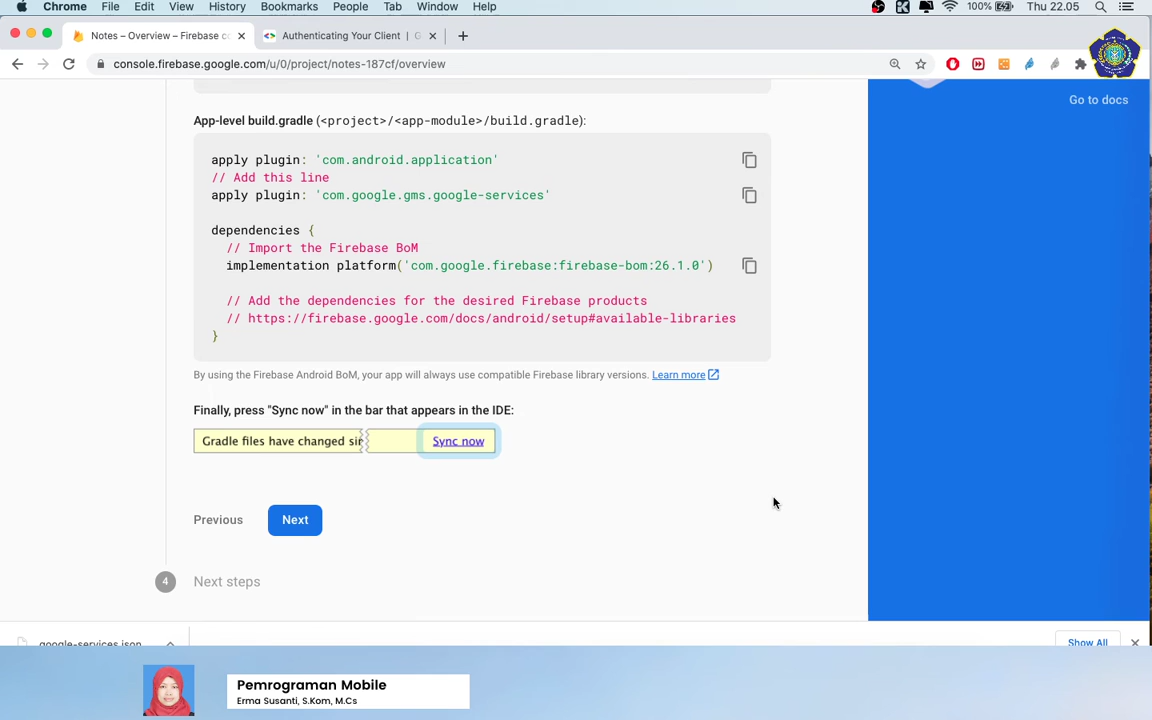 Chrome File Edit View History Bookmarks People Tab Window Help 100% Thu 22.05
Notes – Overview – Firebase co Authenticating Your Client | G
console.firebase.google.com/u/0/project/notes-187cf/overview
Go to docs
App-level build.gradle (<project>/<app-module>/build.gradle):
apply plugin: 'com.android.application'
// Add this line
apply plugin: 'com.google.gms.google-services'
dependencies {
// Import the Firebase BoM
implementation platform('com.google.firebase:firebase-bom:26.1.0')
// Add the dependencies for the desired Firebase products
// https://firebase.google.com/docs/android/setup#available-libraries
}
By using the Firebase Android BoM, your app will always use compatible Firebase library versions. Learn more
Finally, press "Sync now" in the bar that appears in the IDE:
Gradle files have changed sin Sync now
Previous Next
4 Next steps
google-services.json Show All
Pemrograman Mobile
Erma Susanti, S.Kom, M.Cs